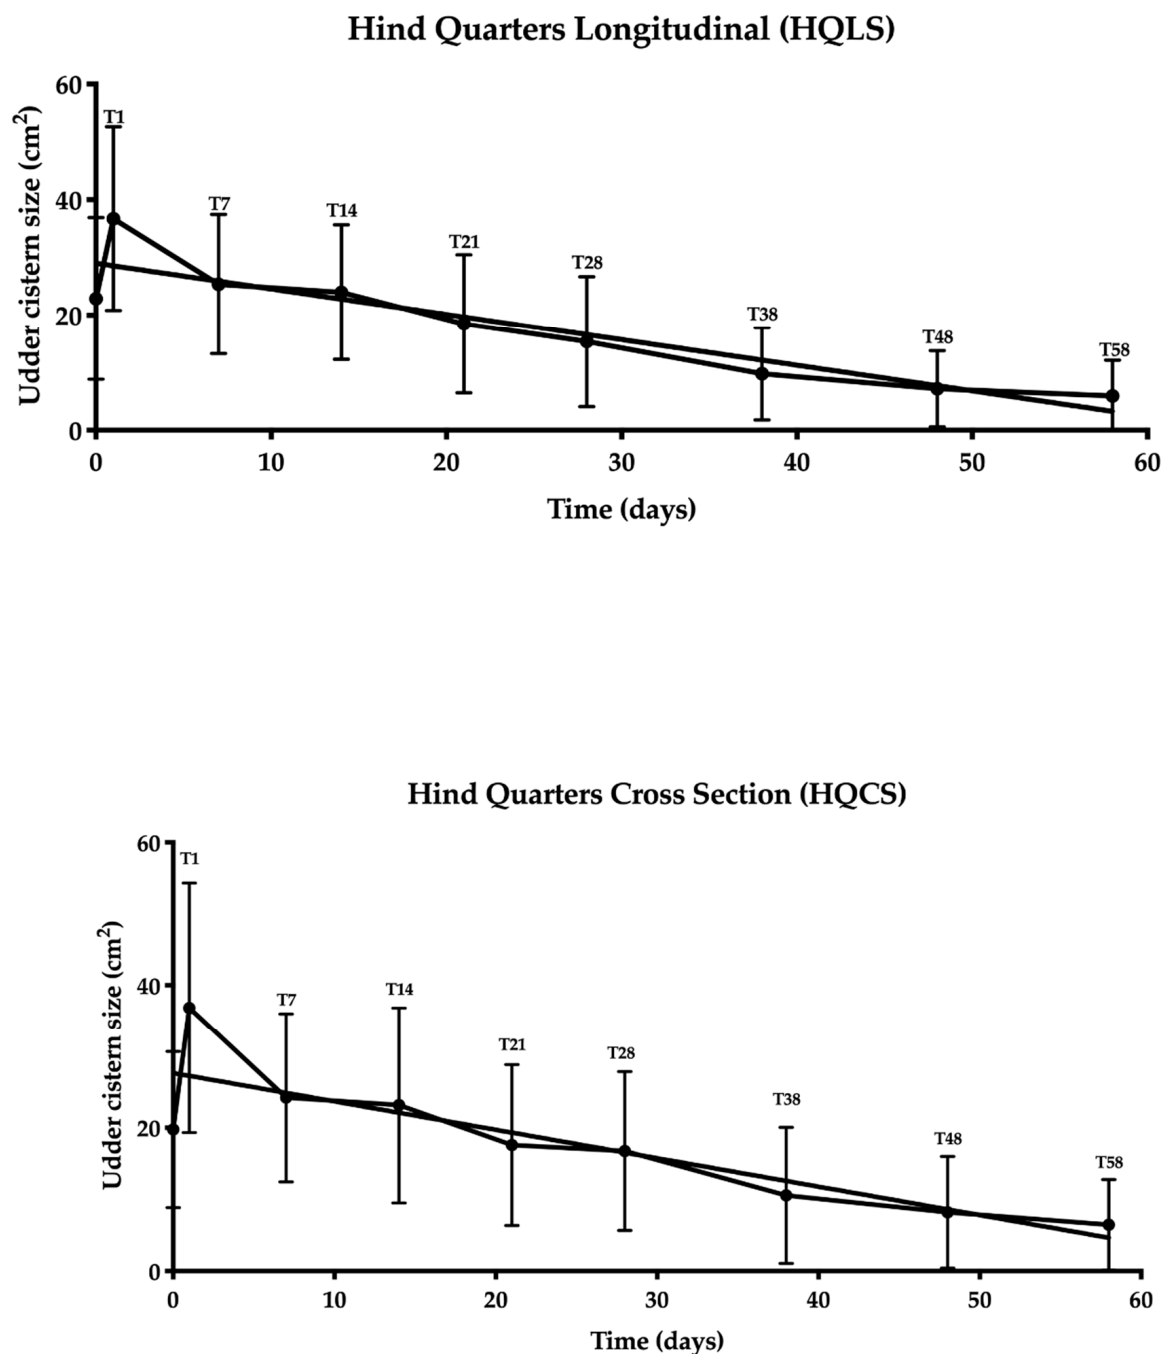 Hind Quarters Longitudinal (HQLS)
Udder cistern size (cm²)
60
40
20
0
T1
T7
T14
T21
T28
T38
T48
T58
0 10 20 30 40 50 60
Time (days)
Hind Quarters Cross Section (HQCS)
Udder cistern size (cm²)
60
40
20
0
T1
T7
T14
T21
T28
T38
T48
T58
0 10 20 30 40 50 60
Time (days)